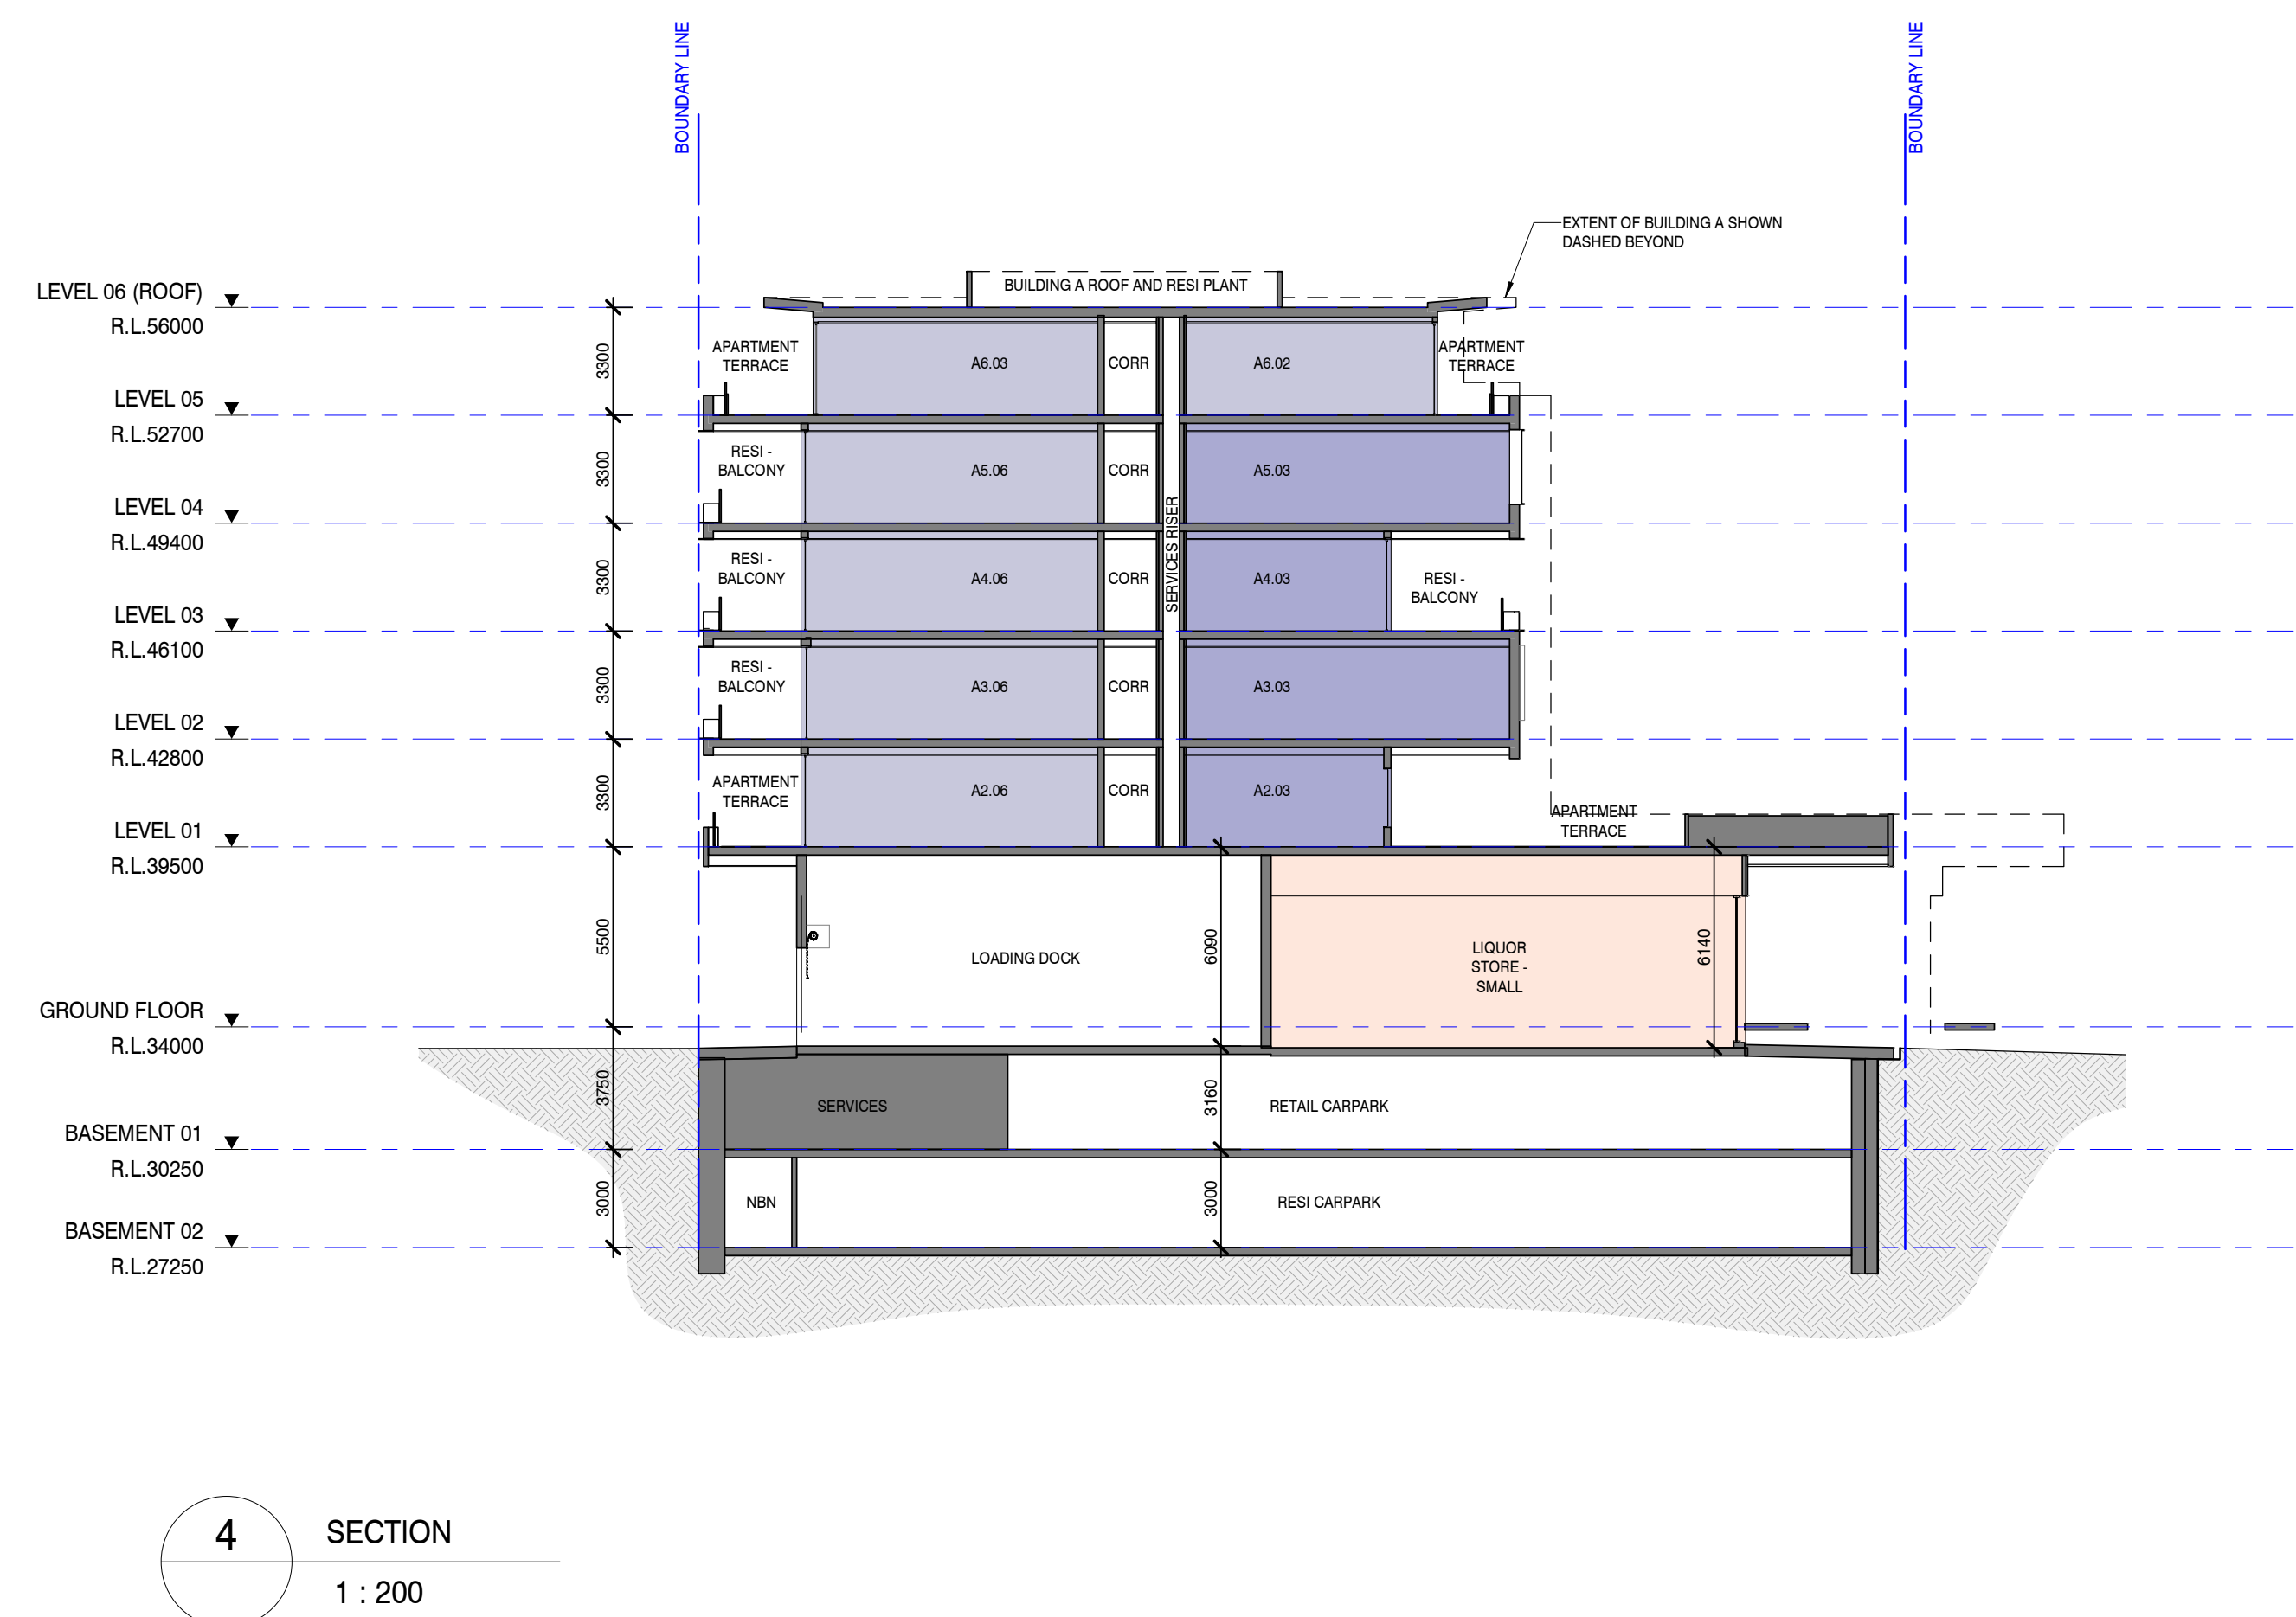 BOUNDARY LINE
BOUNDARY LINE
EXTENT OF BUILDING A SHOWN
DASHED BEYOND
BUILDING A ROOF AND RESI PLANT
LEVEL 06 (ROOF)
R.L.56000
3300
APARTMENT
TERRACE
A6.03
CORR
A6.02
APARTMENT
TERRACE
LEVEL 05
R.L.52700
3300
RESI -
BALCONY
A5.06
CORR
A5.03
LEVEL 04
R.L.49400
SERVICES RISER
3300
RESI -
BALCONY
A4.06
CORR
A4.03
RESI -
BALCONY
LEVEL 03
R.L.46100
3300
RESI -
BALCONY
A3.06
CORR
A3.03
LEVEL 02
R.L.42800
3300
APARTMENT
TERRACE
A2.06
CORR
A2.03
APARTMENT
TERRACE
LEVEL 01
R.L.39500
5500
LOADING DOCK
6090
LIQUOR
STORE -
SMALL
6140
GROUND FLOOR
R.L.34000
3750
SERVICES
3160
RETAIL CARPARK
BASEMENT 01
R.L.30250
3000
NBN
3000
RESI CARPARK
BASEMENT 02
R.L.27250
4
SECTION
1 : 200